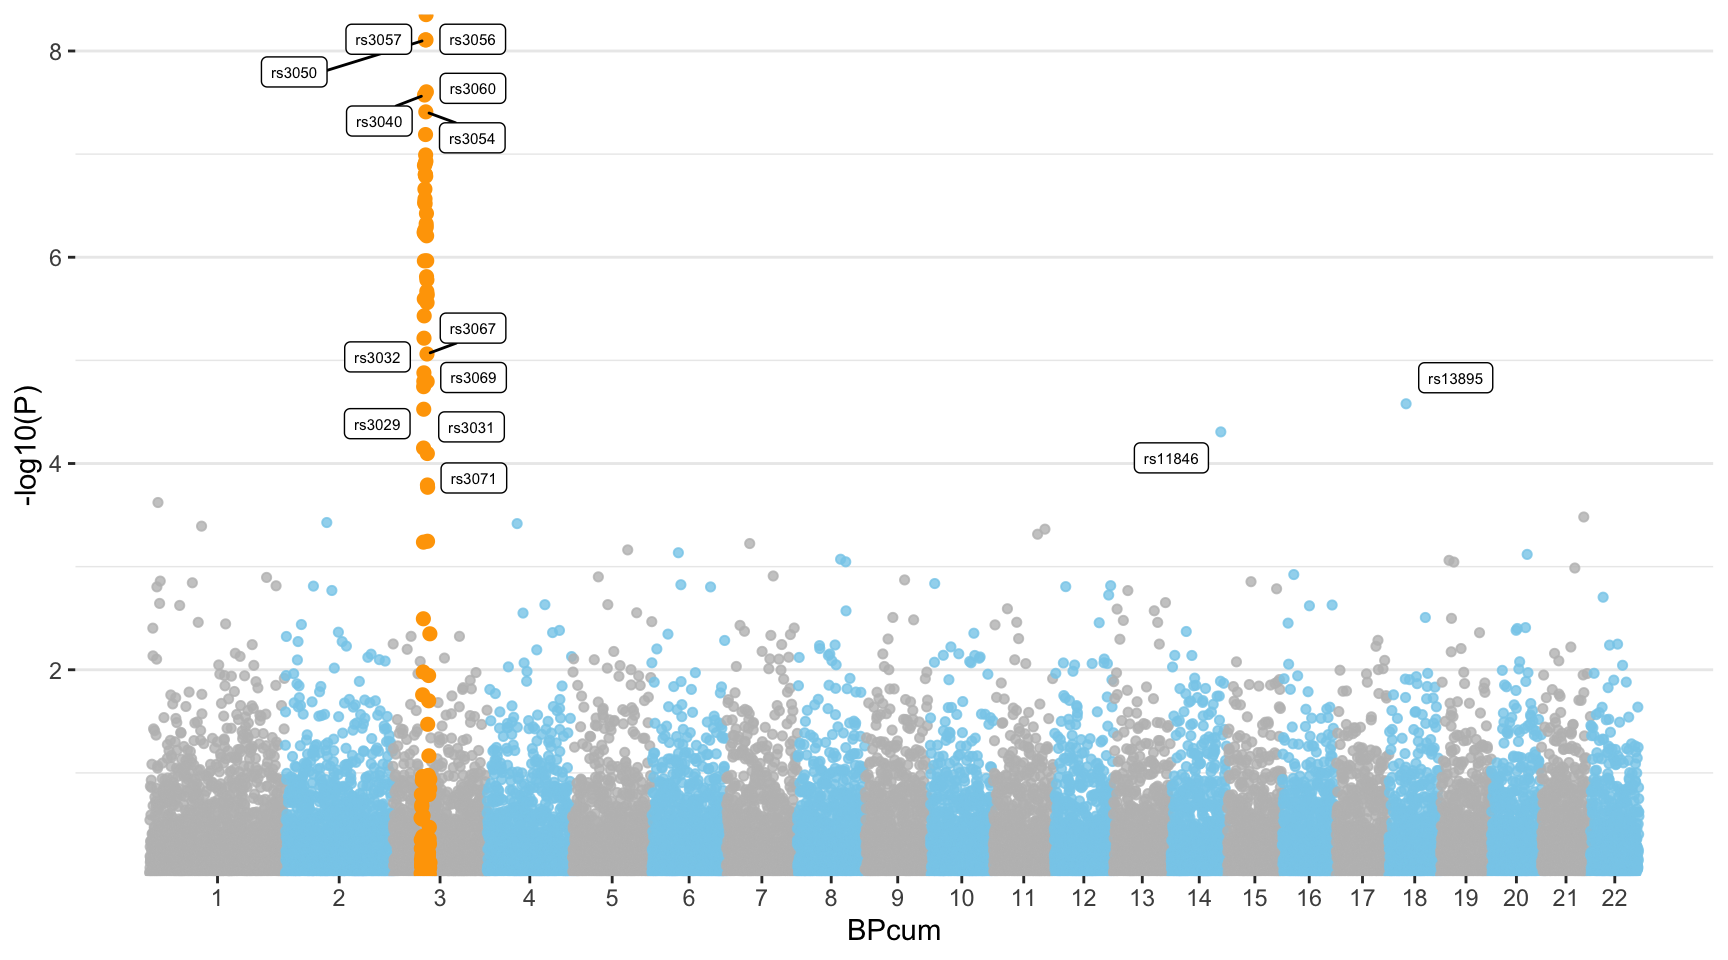 8
6
4
2
-log10(P)
rs3057
rs3056
rs3050
rs3060
rs3040
rs3054
rs3067
rs3032
rs3069
rs13895
rs3029
rs3031
rs11846
rs3071
1 2 3 4 5 6 7 8 9 10 11 12 13 14 15 16 17 18 19 20 21 22
BPcum